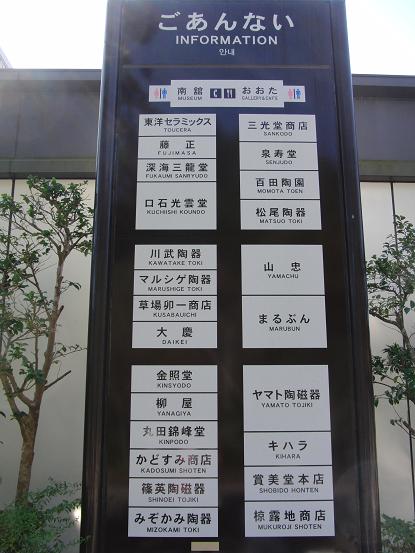 ごあんない
INFORMATION
안내
南舘
MUSEUM
おおた
GALLERY&CAFE
東洋セラミックス
TOUCERA
藤正
FUJIMASA
深海三龍堂
FUKAUMI SANRYUDO
口石光雲堂
KUCHIISHI KOUNDO
三光堂商店
SANKODO
泉寿堂
SENJUDO
百田陶園
MOMOTA TOEN
松尾陶器
MATSUO TOKI
川武陶器
KAWATAKE TOKI
マルシゲ陶器
MARUSHIGE TOKI
草場卯一商店
KUSABAUICHI
大慶
DAIKEI
山忠
YAMACHU
まるぶん
MARUBUN
金照堂
KINSYODO
柳屋
YANAGIYA
丸田錦峰堂
KINPODO
かどすみ商店
KADOSUMI SHOTEN
篠英陶磁器
SHINOEI TOJIKI
みぞかみ陶器
MIZOKAMI TOKI
ヤマト陶磁器
YAMATO TOJIKI
キハラ
KIHARA
賞美堂本店
SHOBIDO HONTEN
椋露地商店
MUKUROJI SHOTEN